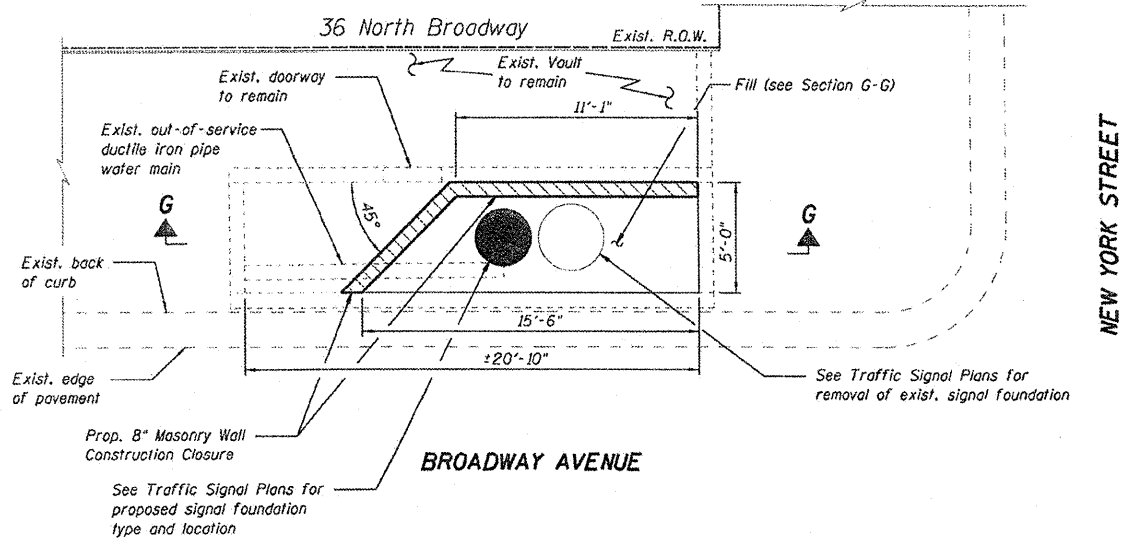 36 North Broadway
Exist. R.O.W.
Exist. doorway
to remain
Exist. Vault
to remain
Fill (see Section G-G)
11'-1"
Exist. out-of-service
ductile iron pipe
water main
45°
G
G
5'-0"
NEW YORK STREET
Exist. back
of curb
15'-6"
±20'-10"
Exist. edge
of pavement
See Traffic Signal Plans for
removal of exist. signal foundation
Prop. 8" Masonry Wall
Construction Closure
BROADWAY AVENUE
See Traffic Signal Plans for
proposed signal foundation
type and location